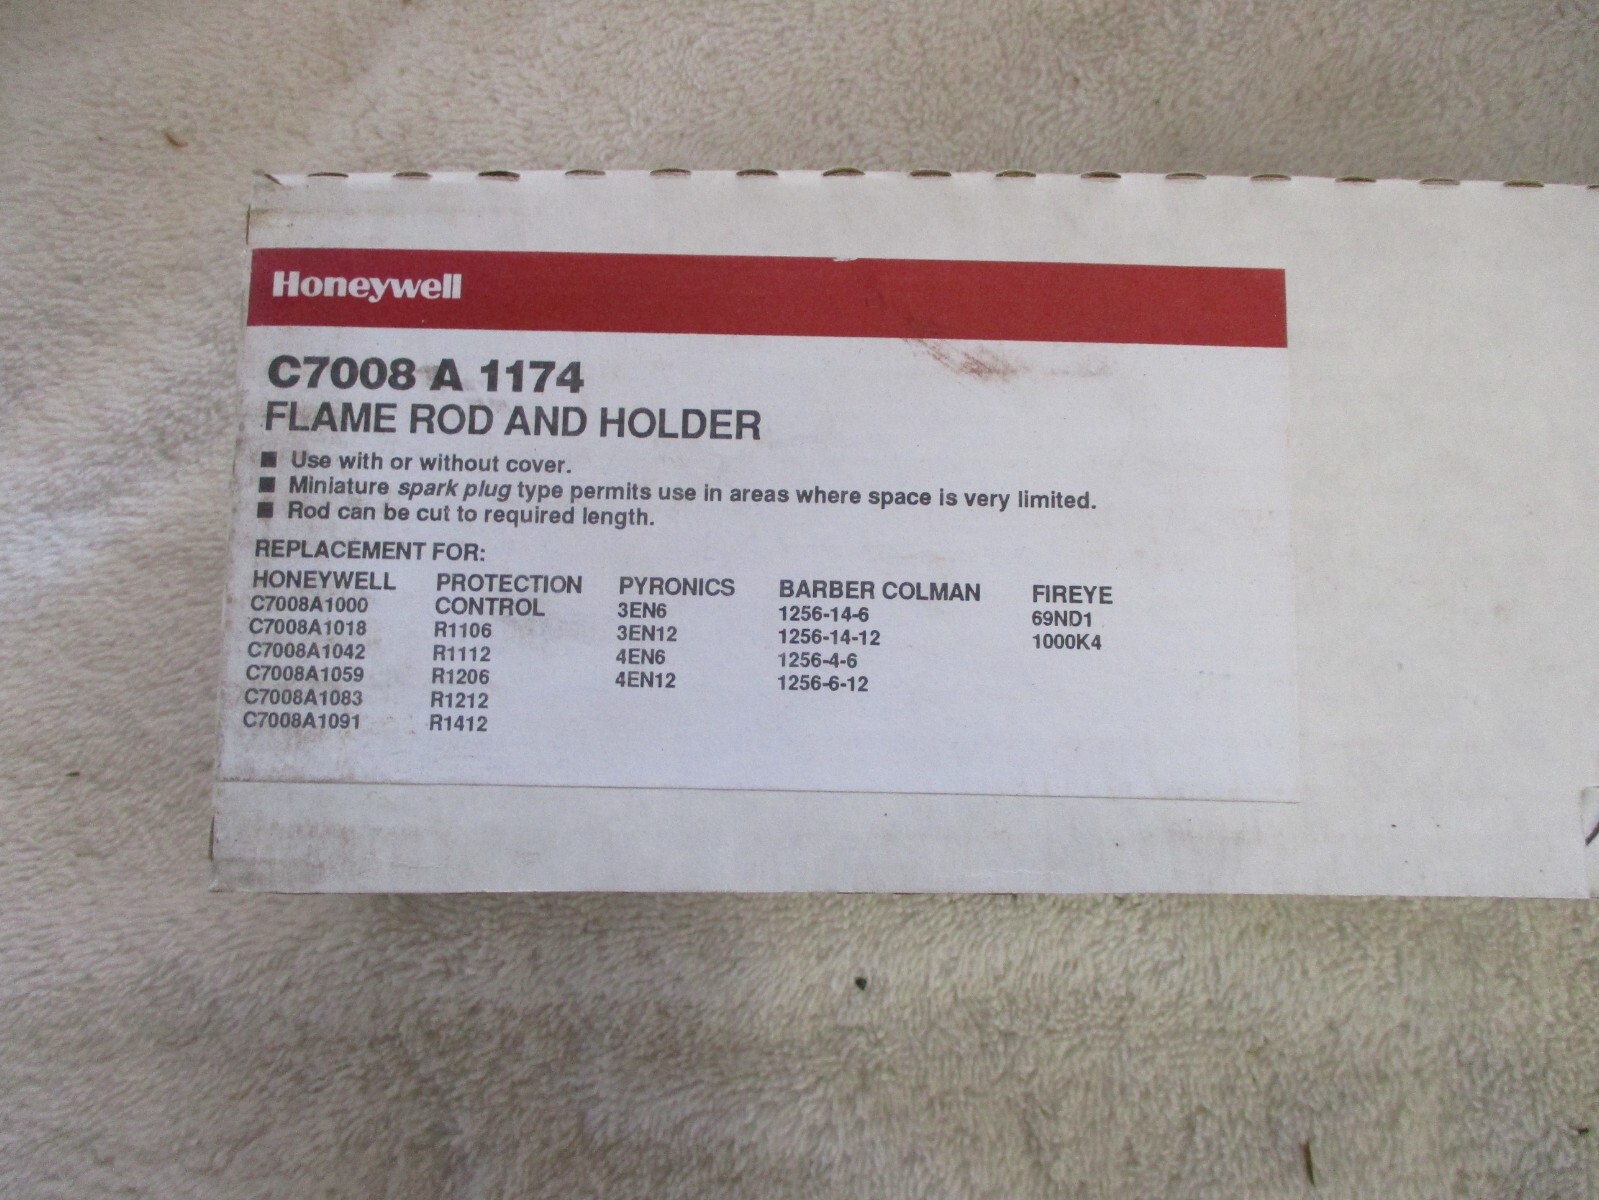 Honeywell
C7008 A 1174
FLAME ROD AND HOLDER
■ Use with or without cover.
■ Miniature spark plug type permits use in areas where space is very limited.
■ Rod can be cut to required length.
REPLACEMENT FOR:
HONEYWELL
C7008A1000
C7008A1018
C7008A1042
C7008A1059
C7008A1083
C7008A1091
PROTECTION
CONTROL
R1106
R1112
R1206
R1212
R1412
PYRONICS
3EN6
3EN12
4EN6
4EN12
BARBER COLMAN
1256-14-6
1256-14-12
1256-4-6
1256-6-12
FIREYE
69ND1
1000K4